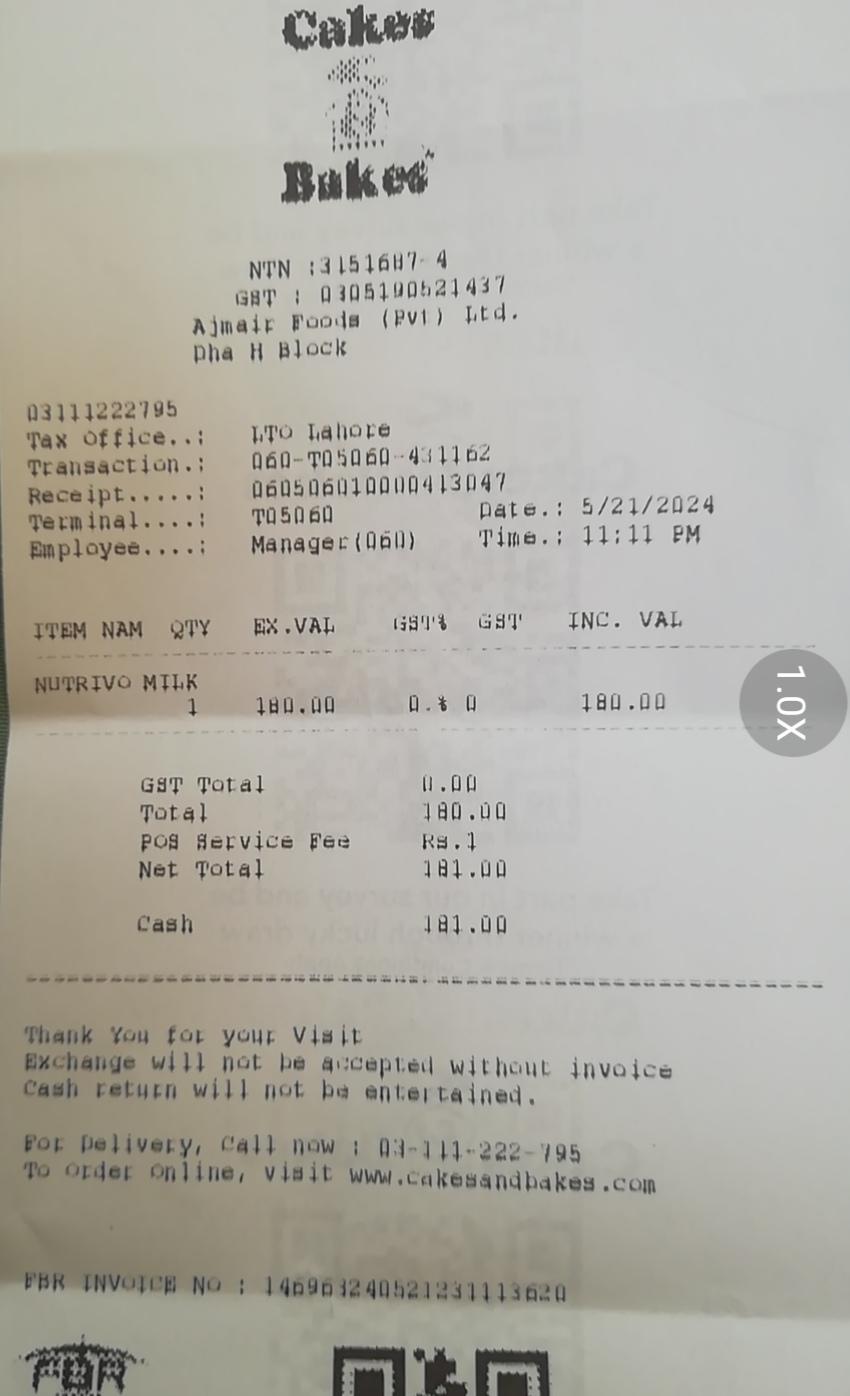 Cakes
&
Bakes
NTN :3151687-4
GST : 0305190521437
Ajmair Foods (Pvt) Ltd.
Dha H Block
03111222795
Tax Office..: LTO Lahore
Transaction.: 060-T05060-431162
Receipt.....: 060506010000413047
Terminal....: T05060 Date.: 5/21/2024
Employee....: Manager(060) Time.: 11:11 PM
ITEM NAM QTY EX.VAL GST% GST INC. VAL
NUTRIVO MILK
1 180.00 0.% 0 180.00
GST Total 0.00
Total 180.00
POS Service Fee Rs.1
Net Total 181.00
Cash 181.00
Thank You for your Visit
Exchange will not be accepted without invoice
Cash return will not be entertained.
For Delivery, Call now : 03-111-222-795
To Order Online, visit www.cakesandbakes.com
FBR INVOICE No : 146963240521231113620
FBR
1.0X